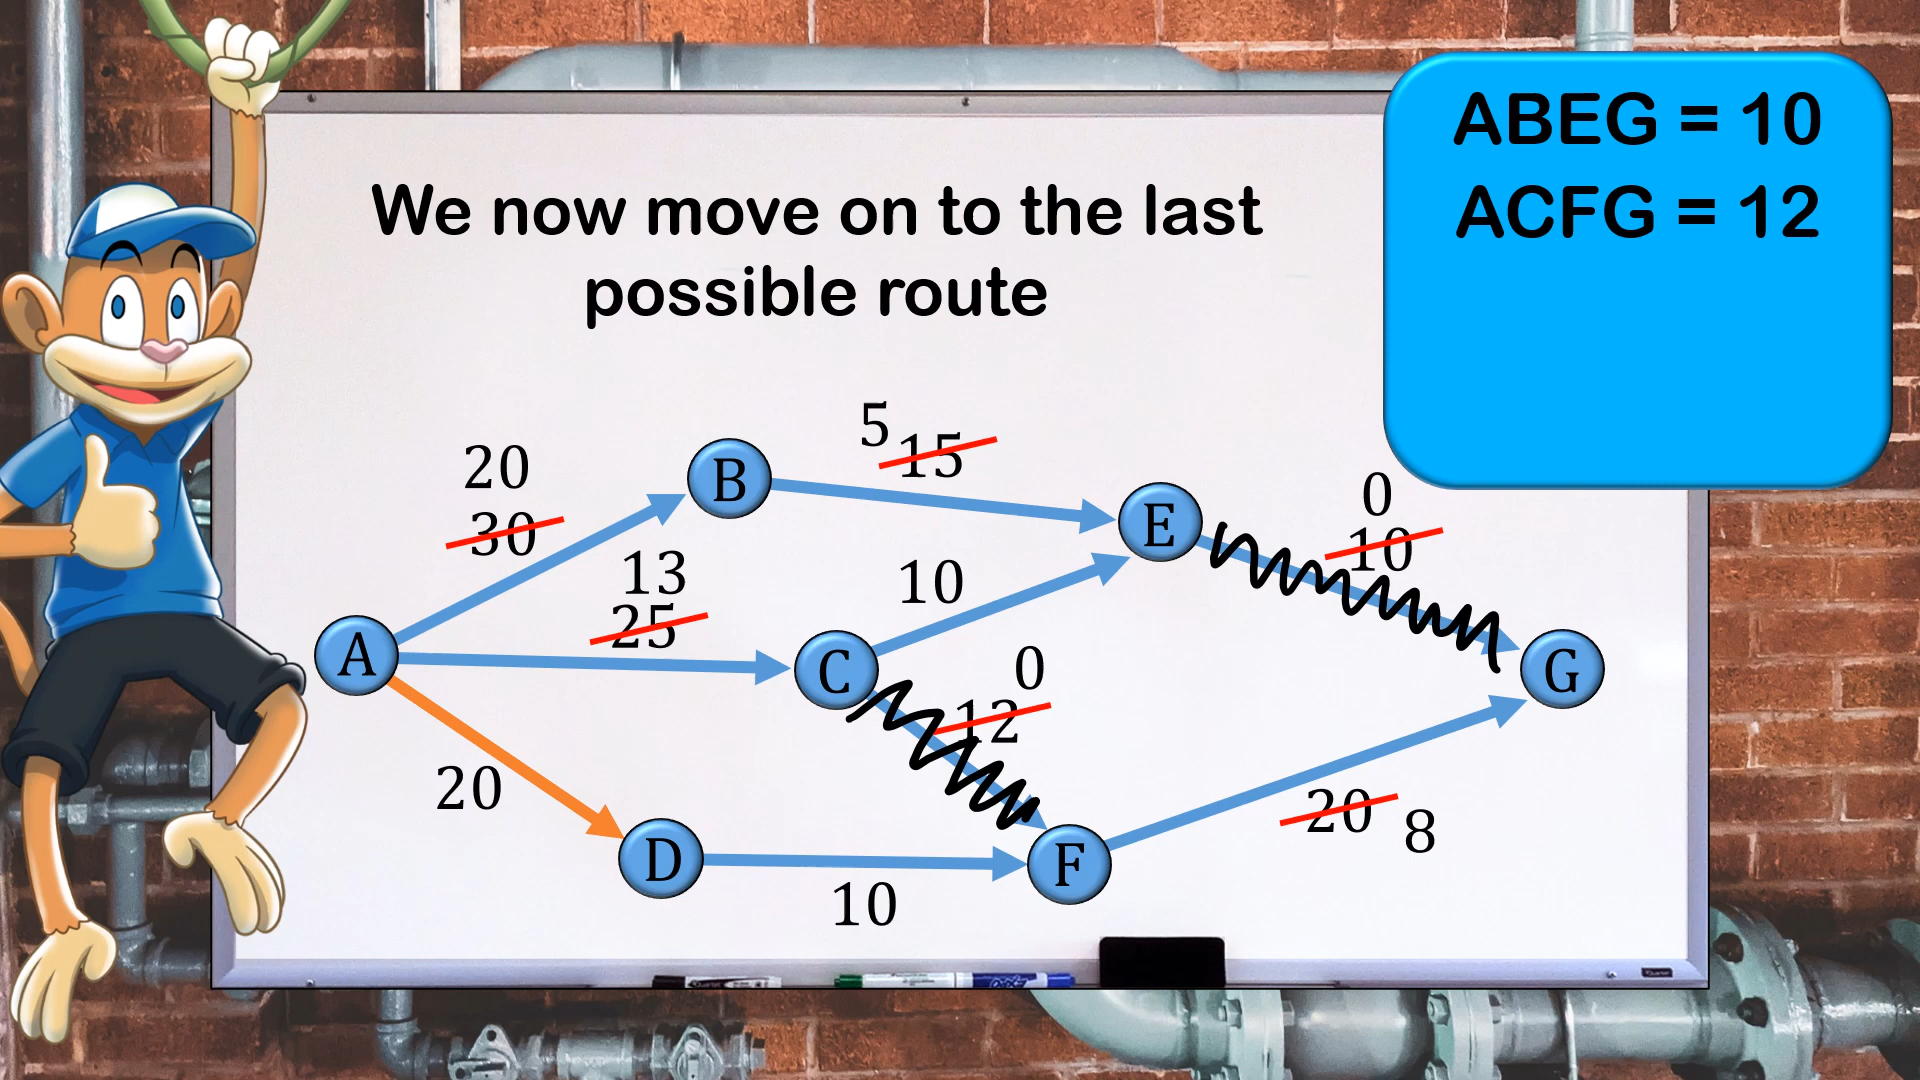 We now move on to the last
possible route
ABEG = 10
ACFG = 12
20
30
13
25
5
15
10
0
10
0
12
20
10
20
8
A
B
C
D
E
F
G